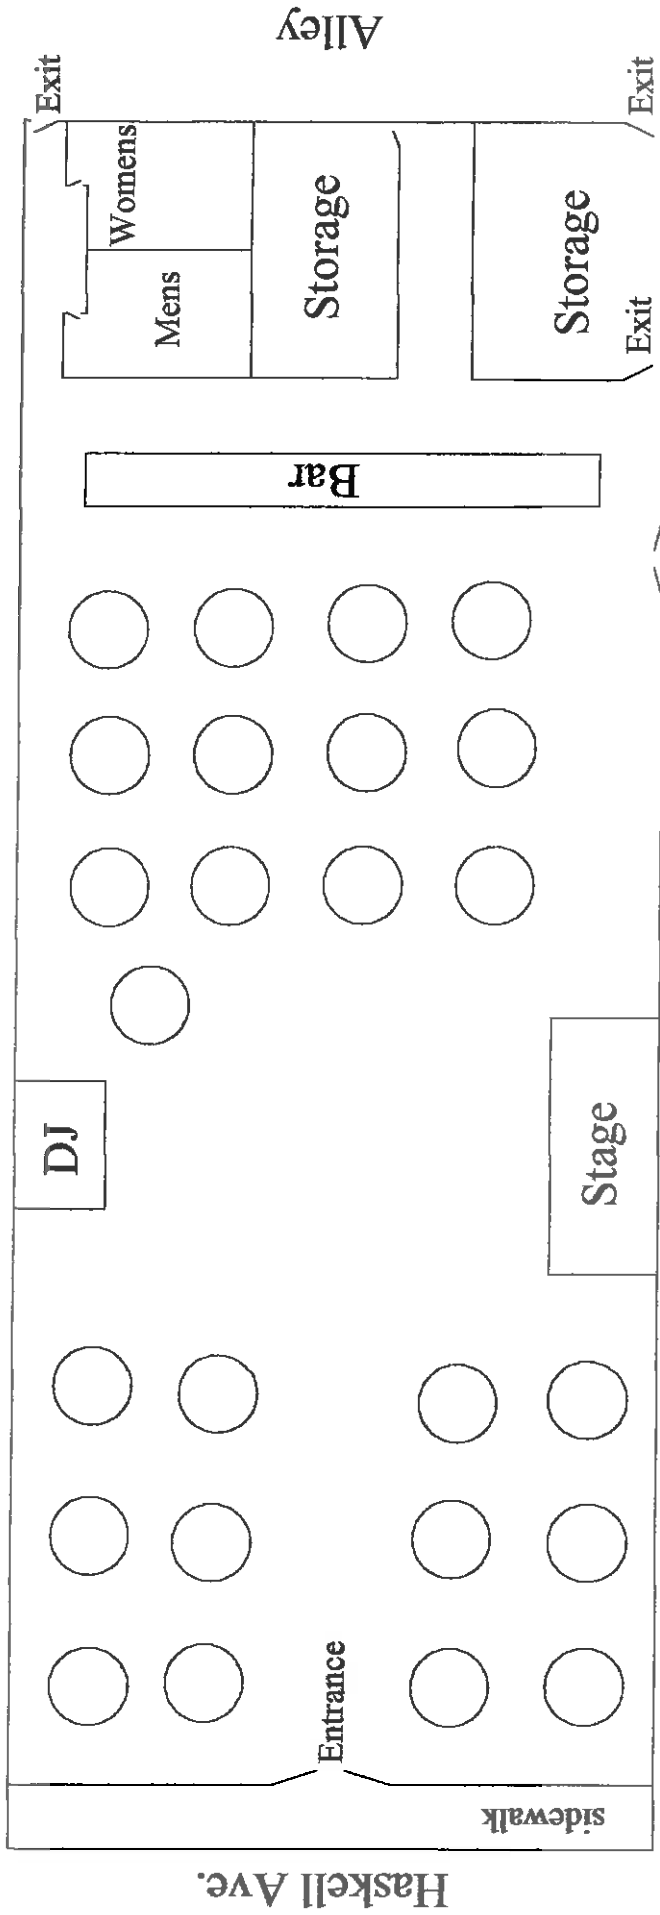 Alley
Exit
Exit
Womens
Storage
Mens
Storage
Exit
Bar
DJ
Stage
Entrance
sidewalk
Haskell Ave.